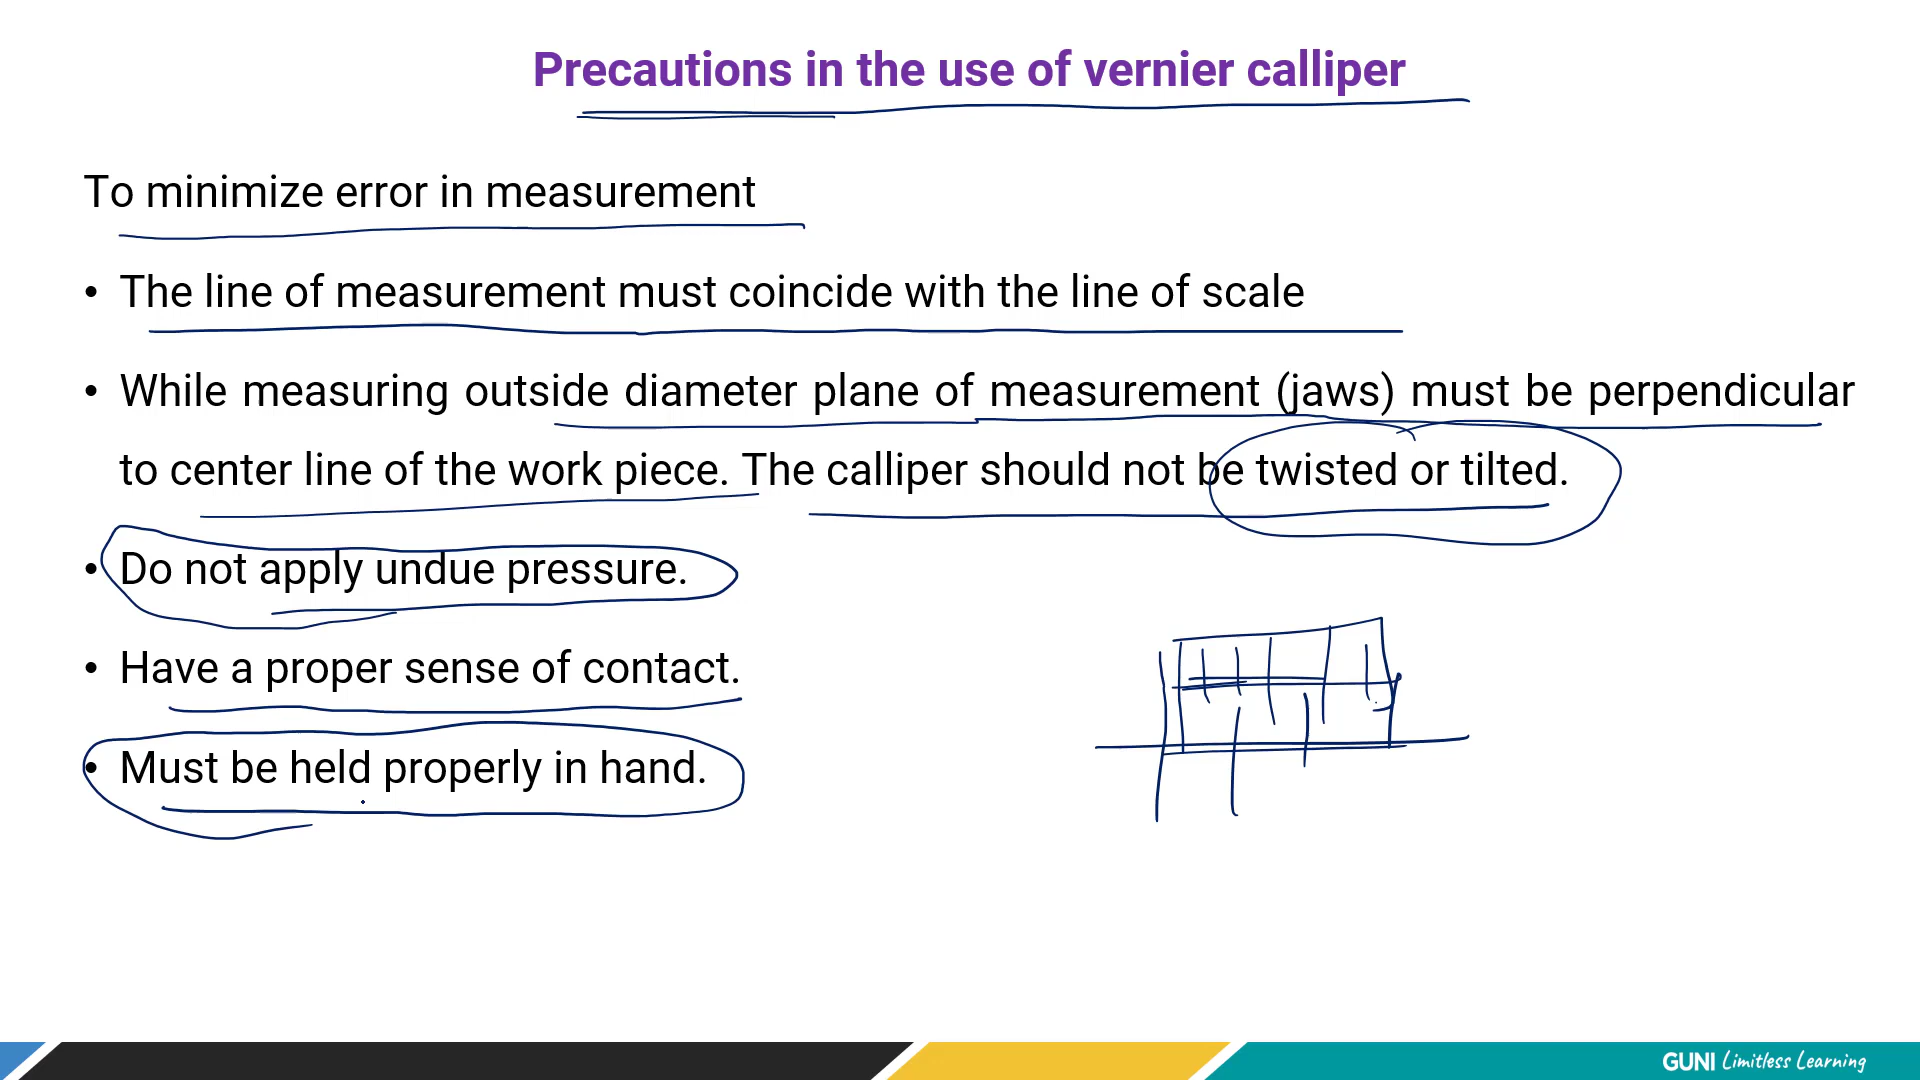 Precautions in the use of vernier calliper
To minimize error in measurement
• The line of measurement must coincide with the line of scale
• While measuring outside diameter plane of measurement (jaws) must be perpendicular
to center line of the work piece. The calliper should not be twisted or tilted.
• Do not apply undue pressure.
• Have a proper sense of contact.
• Must be held properly in hand.
GUNI Limitless Learning